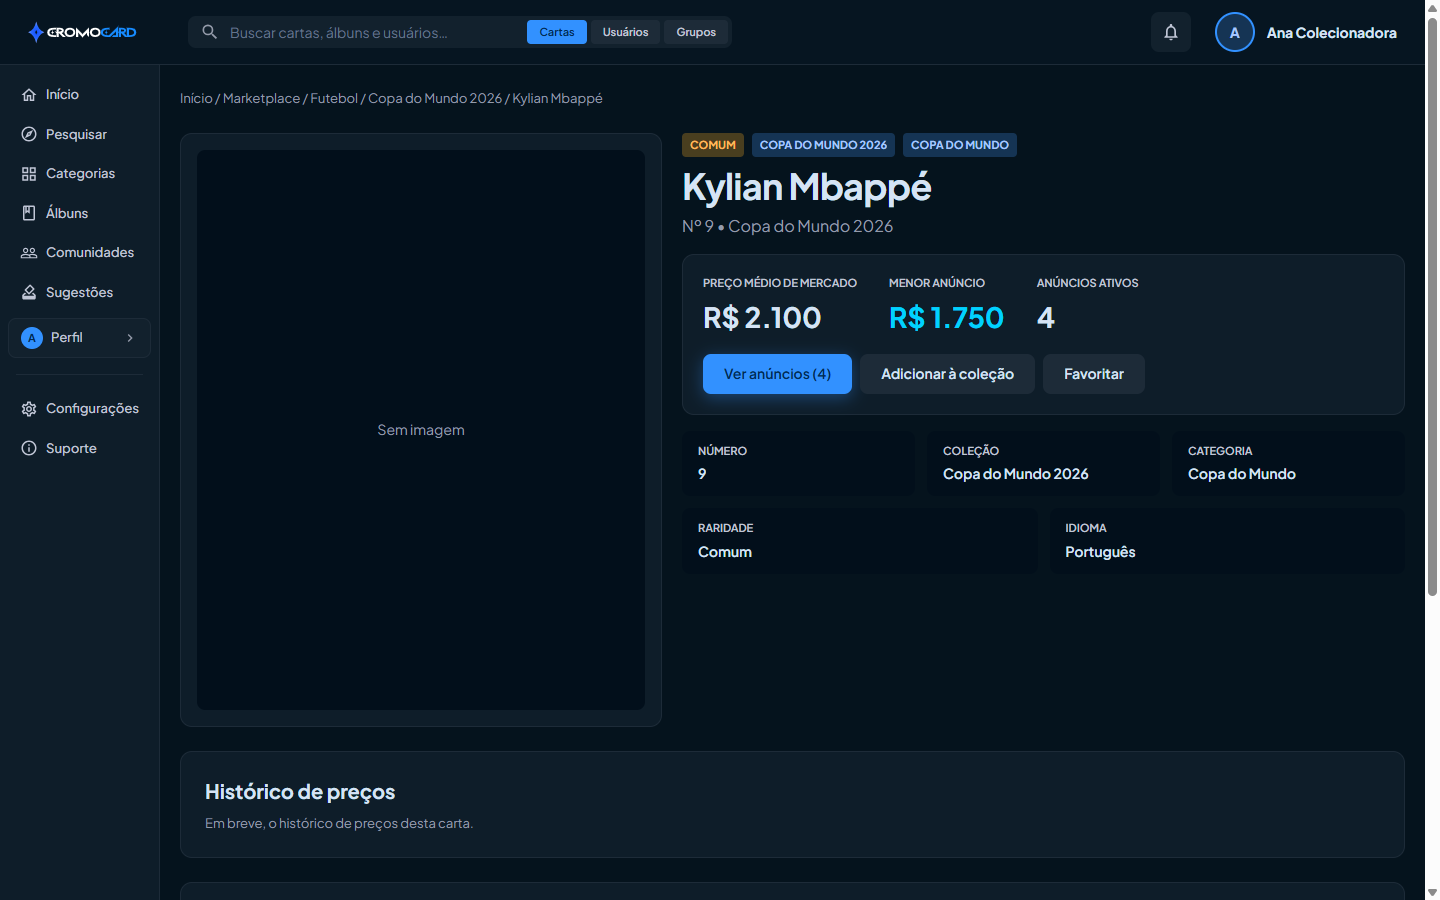 CROMOCARD
Buscar cartas, álbuns e usuários...
Cartas
Usuários
Grupos
A
Ana Colecionadora
Início
Pesquisar
Categorias
Álbuns
Comunidades
Sugestões
A
Perfil
Configurações
Suporte
Início / Marketplace / Futebol / Copa do Mundo 2026 / Kylian Mbappé
Sem imagem
COMUM
COPA DO MUNDO 2026
COPA DO MUNDO
Kylian Mbappé
Nº 9 • Copa do Mundo 2026
PREÇO MÉDIO DE MERCADO
R$ 2.100
MENOR ANÚNCIO
R$ 1.750
ANÚNCIOS ATIVOS
4
Ver anúncios (4)
Adicionar à coleção
Favoritar
NÚMERO
9
COLEÇÃO
Copa do Mundo 2026
CATEGORIA
Copa do Mundo
RARIDADE
Comum
IDIOMA
Português
Histórico de preços
Em breve, o histórico de preços desta carta.